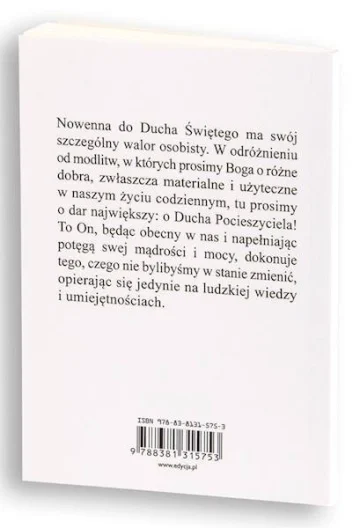 Nowenna do Ducha Świętego ma swój
szczególny walor osobisty. W odróżnieniu
od modlitw, w których prosimy Boga o różne
dobra, zwłaszcza materialne i użyteczne
w naszym życiu codziennym, tu prosimy
o dar największy: o Ducha Pocieszyciela!
To On, będąc obecny w nas i napełniając
potęgą swej mądrości i mocy, dokonuje
tego, czego nie bylibyśmy w stanie zmienić,
opierając się jedynie na ludzkiej wiedzy
i umiejętnościach.
ISBN 978-83-8131-575-3
9 788381 315753
www.edycja.pl